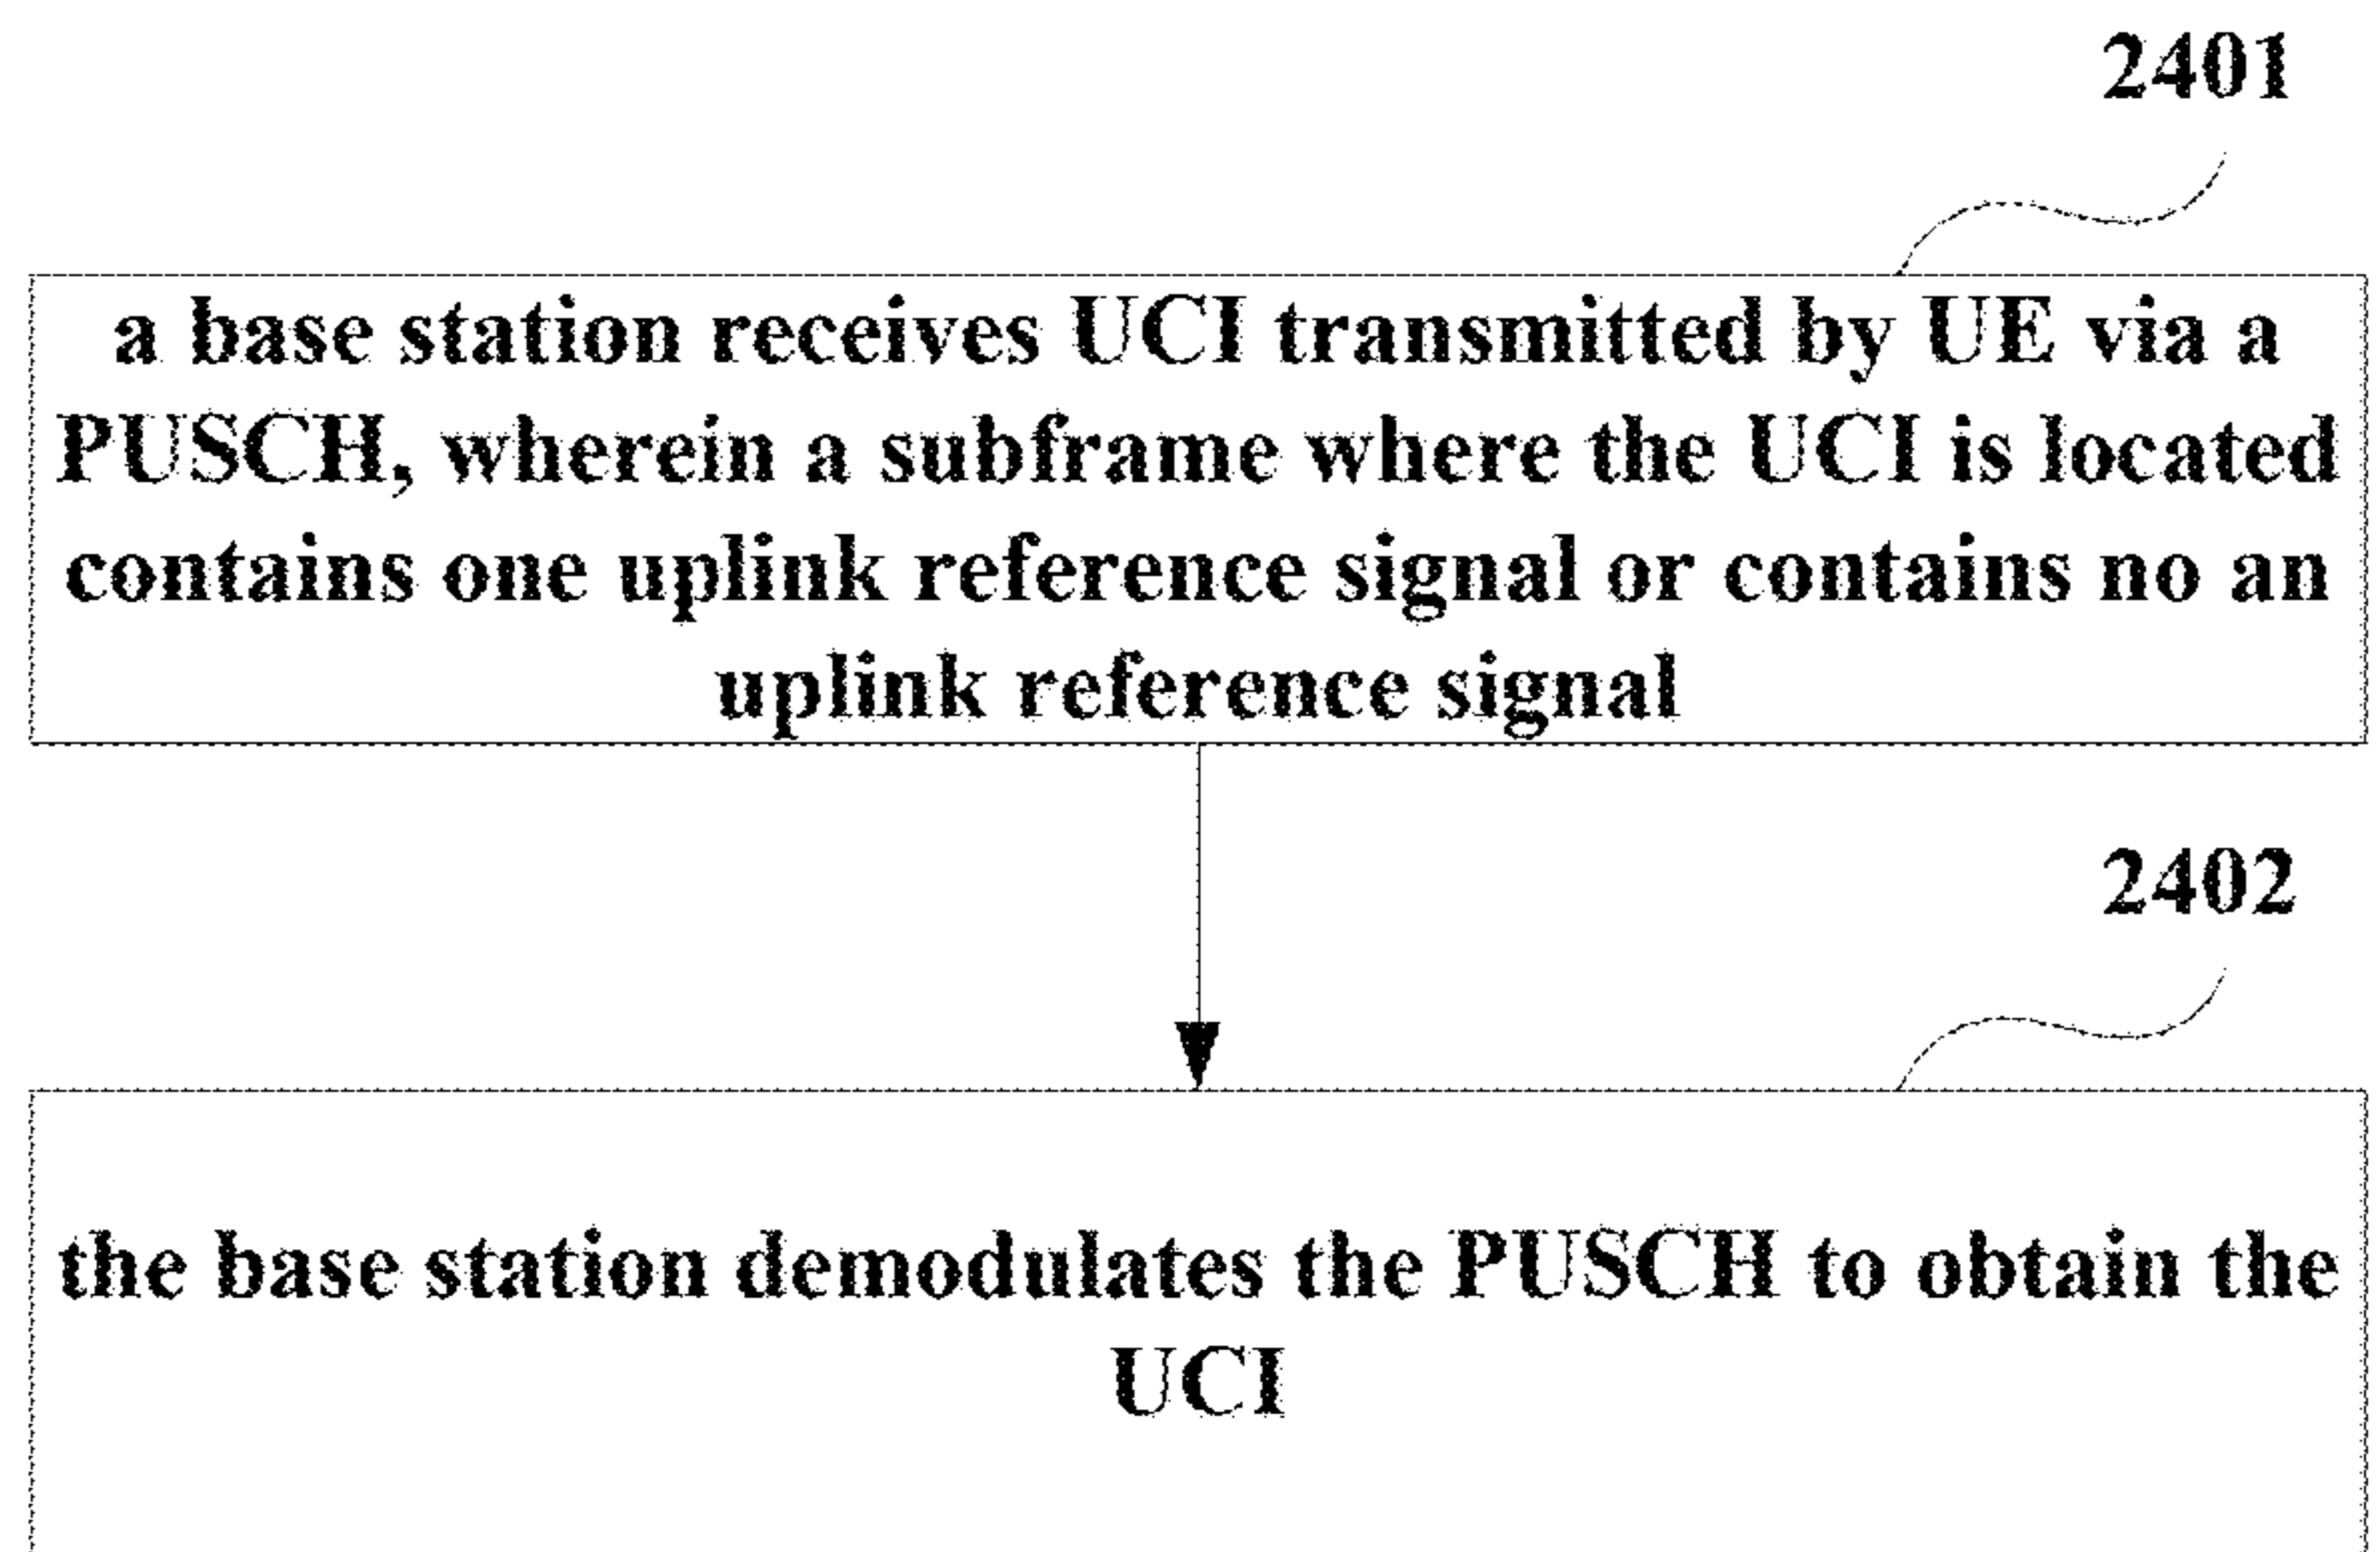 2401
a base station receives UCI transmitted by UE via a
PUSCH, wherein a subframe where the UCI is located
contains one uplink reference signal or contains no an
uplink reference signal
2402
the base station demodulates the PUSCH to obtain the
UCI